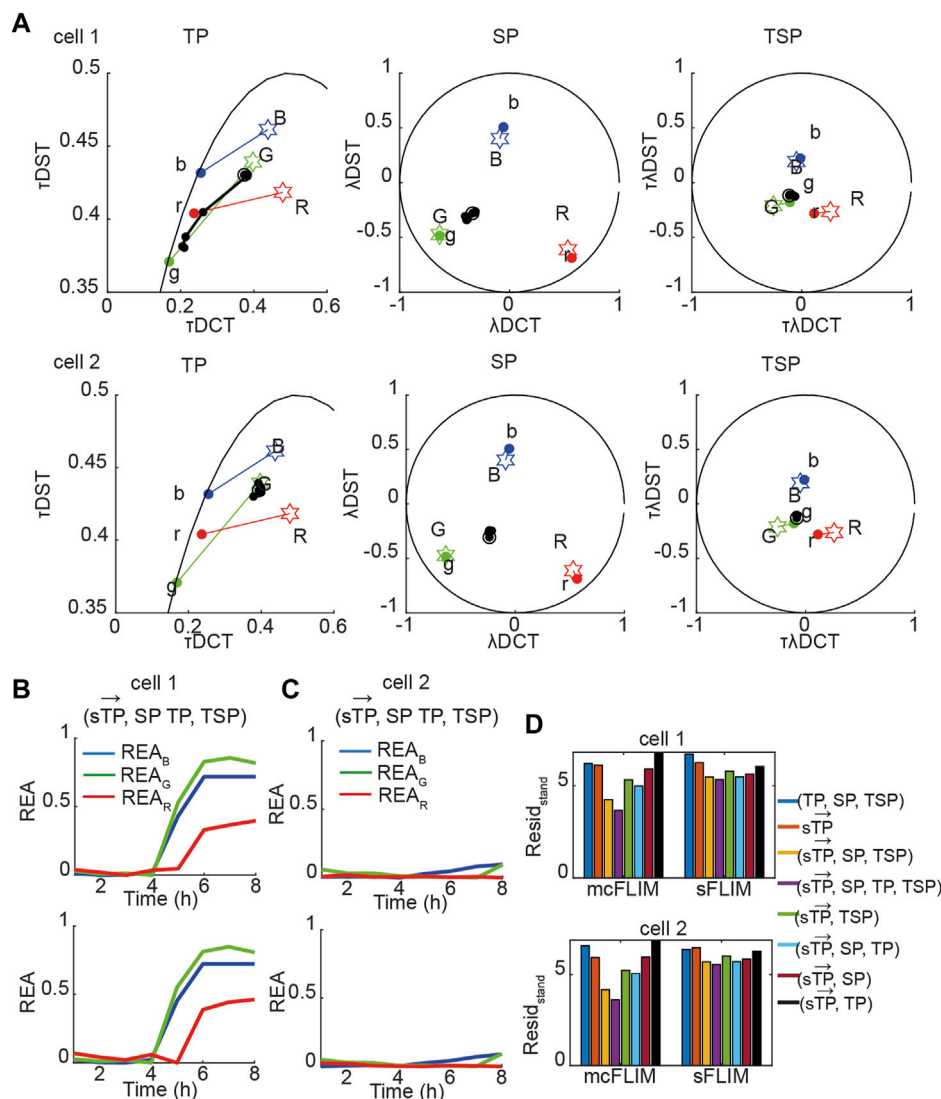 A
cell 1
TP
SP
TSP
τDST
0.5
0.45
0.4
0.35
0
0.2
0.4
0.6
τDCT
b
B
G
r
R
g
λDST
1
0.5
0
-0.5
-1
-1
0
1
λDCT
b
B
G
g
R
r
τλDST
1
0.5
0
-0.5
-1
-1
0
1
τλDCT
b
B
g
G
r
R
cell 2
TP
SP
TSP
τDST
0.5
0.45
0.4
0.35
0
0.2
0.4
0.6
τDCT
b
B
G
r
R
g
λDST
1
0.5
0
-0.5
-1
-1
0
1
λDCT
b
B
G
g
R
r
τλDST
1
0.5
0
-0.5
-1
-1
0
1
τλDCT
b
B
g
G
r
R
B
cell 1
(sTP, SP TP, TSP)
REA
1
0.5
0
REA_B
REA_G
REA_R
2
4
6
8
Time (h)
REA
1
0.5
0
2
4
6
8
Time (h)
C
cell 2
(sTP, SP TP, TSP)
REA
1
0.5
0
REA_B
REA_G
REA_R
2
4
6
8
Time (h)
REA
1
0.5
0
2
4
6
8
Time (h)
D
cell 1
Resid_stand
5
0
mcFLIM
sFLIM
cell 2
Resid_stand
5
0
mcFLIM
sFLIM
(TP, SP, TSP)
sTP
(sTP, SP, TSP)
(sTP, SP, TP, TSP)
(sTP, TSP)
(sTP, SP, TP)
(sTP, SP)
(sTP, TP)